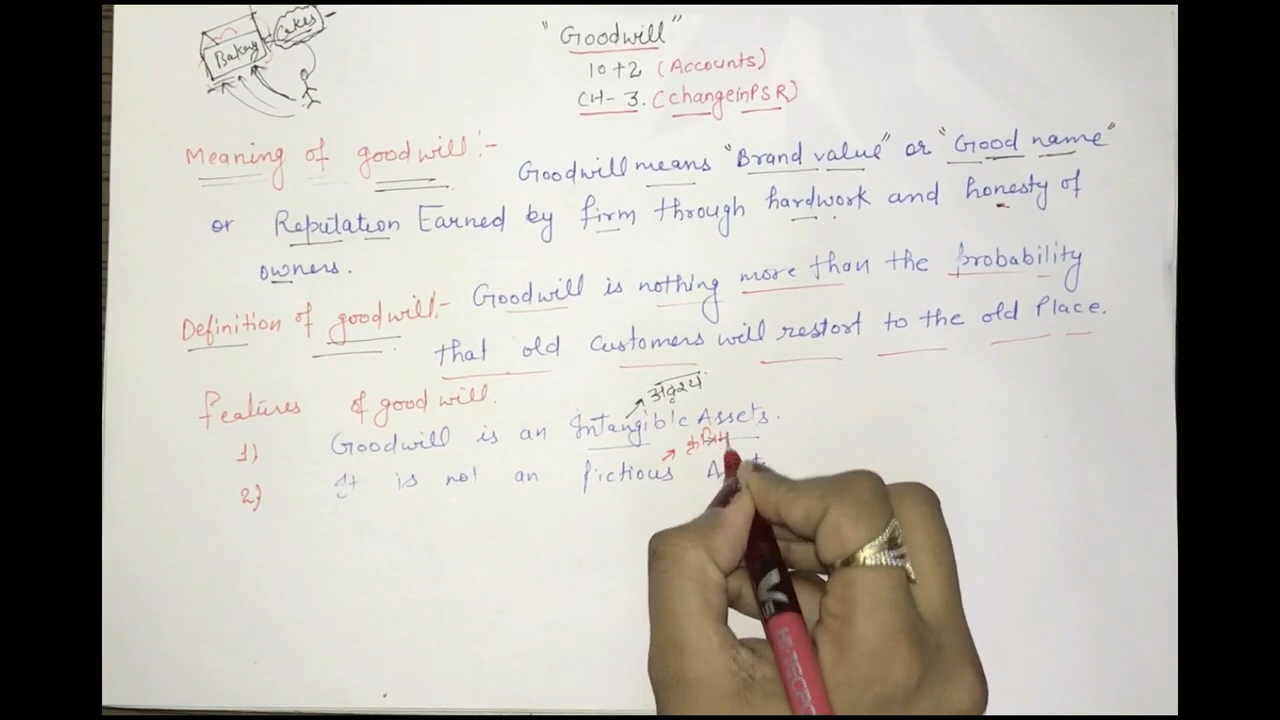 Bakery
Cakes
"Goodwill"
10+2 (Accounts)
CH-3. (Change in PSR)
Meaning of goodwill:- Goodwill means "Brand value" or "Good name"
or Reputation Earned by firm through hardwork and honesty of
owners.
Definition of goodwill:- Goodwill is nothing more than the probability
that old customers will restort to the old Place.
features of goodwill.
अदृश्य
1) Goodwill is an Intangible Assets.
2) It is not an fictious
V5